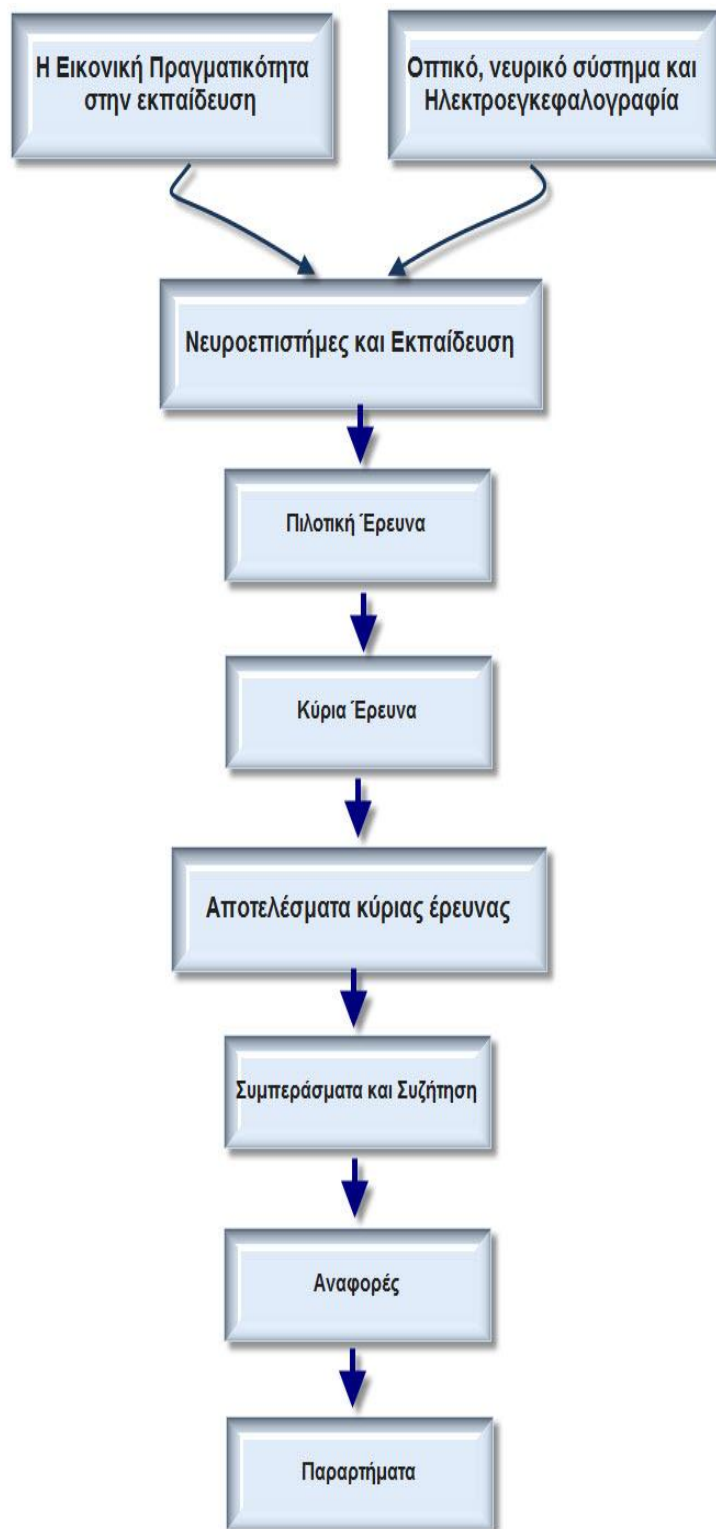 Η Εικονική Πραγματικότητα
στην εκπαίδευση
Οπτικό, νευρικό σύστημα και
Ηλεκτροεγκεφαλογραφία
Νευροεπιστήμες και Εκπαίδευση
Πιλοτική Έρευνα
Κύρια Έρευνα
Αποτελέσματα κύριας έρευνας
Συμπεράσματα και Συζήτηση
Αναφορές
Παραρτήματα